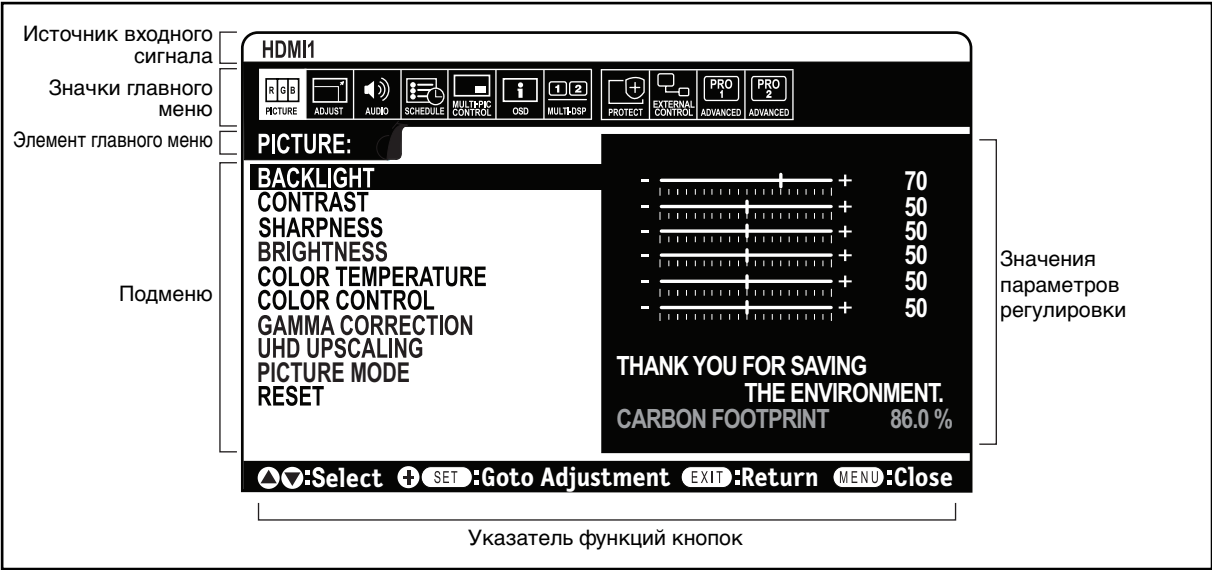 Источник входного
сигнала
HDMI1
Значки главного
меню
R G B
PICTURE ADJUST AUDIO SCHEDULE MULTI-PIC CONTROL OSD 1 2 MULTI-DSP PROTECT EXTERNAL CONTROL PRO 1 ADVANCED PRO 2 ADVANCED
Элемент главного меню
PICTURE:
BACKLIGHT - + 70
CONTRAST - + 50
SHARPNESS - + 50
BRIGHTNESS - + 50
COLOR TEMPERATURE - + 50
COLOR CONTROL - + 50
GAMMA CORRECTION
UHD UPSCALING
PICTURE MODE
RESET
Подменю
THANK YOU FOR SAVING
THE ENVIRONMENT.
CARBON FOOTPRINT 86.0 %
Значения
параметров
регулировки
:Select SET :Goto Adjustment EXIT :Return MENU :Close
Указатель функций кнопок